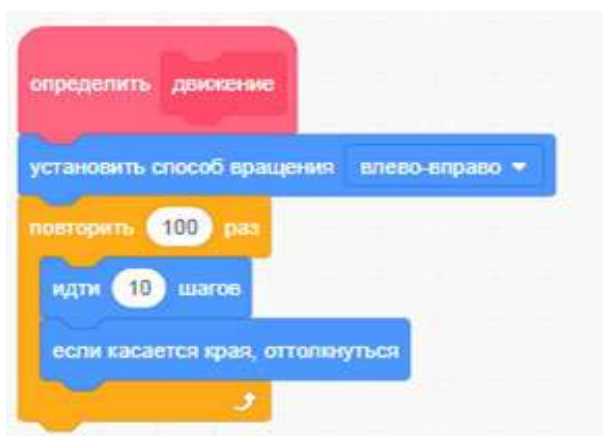 определить движение
установить способ вращения влево-вправо
повторить 100 раз
идти 10 шагов
если касается края, оттолкнуться